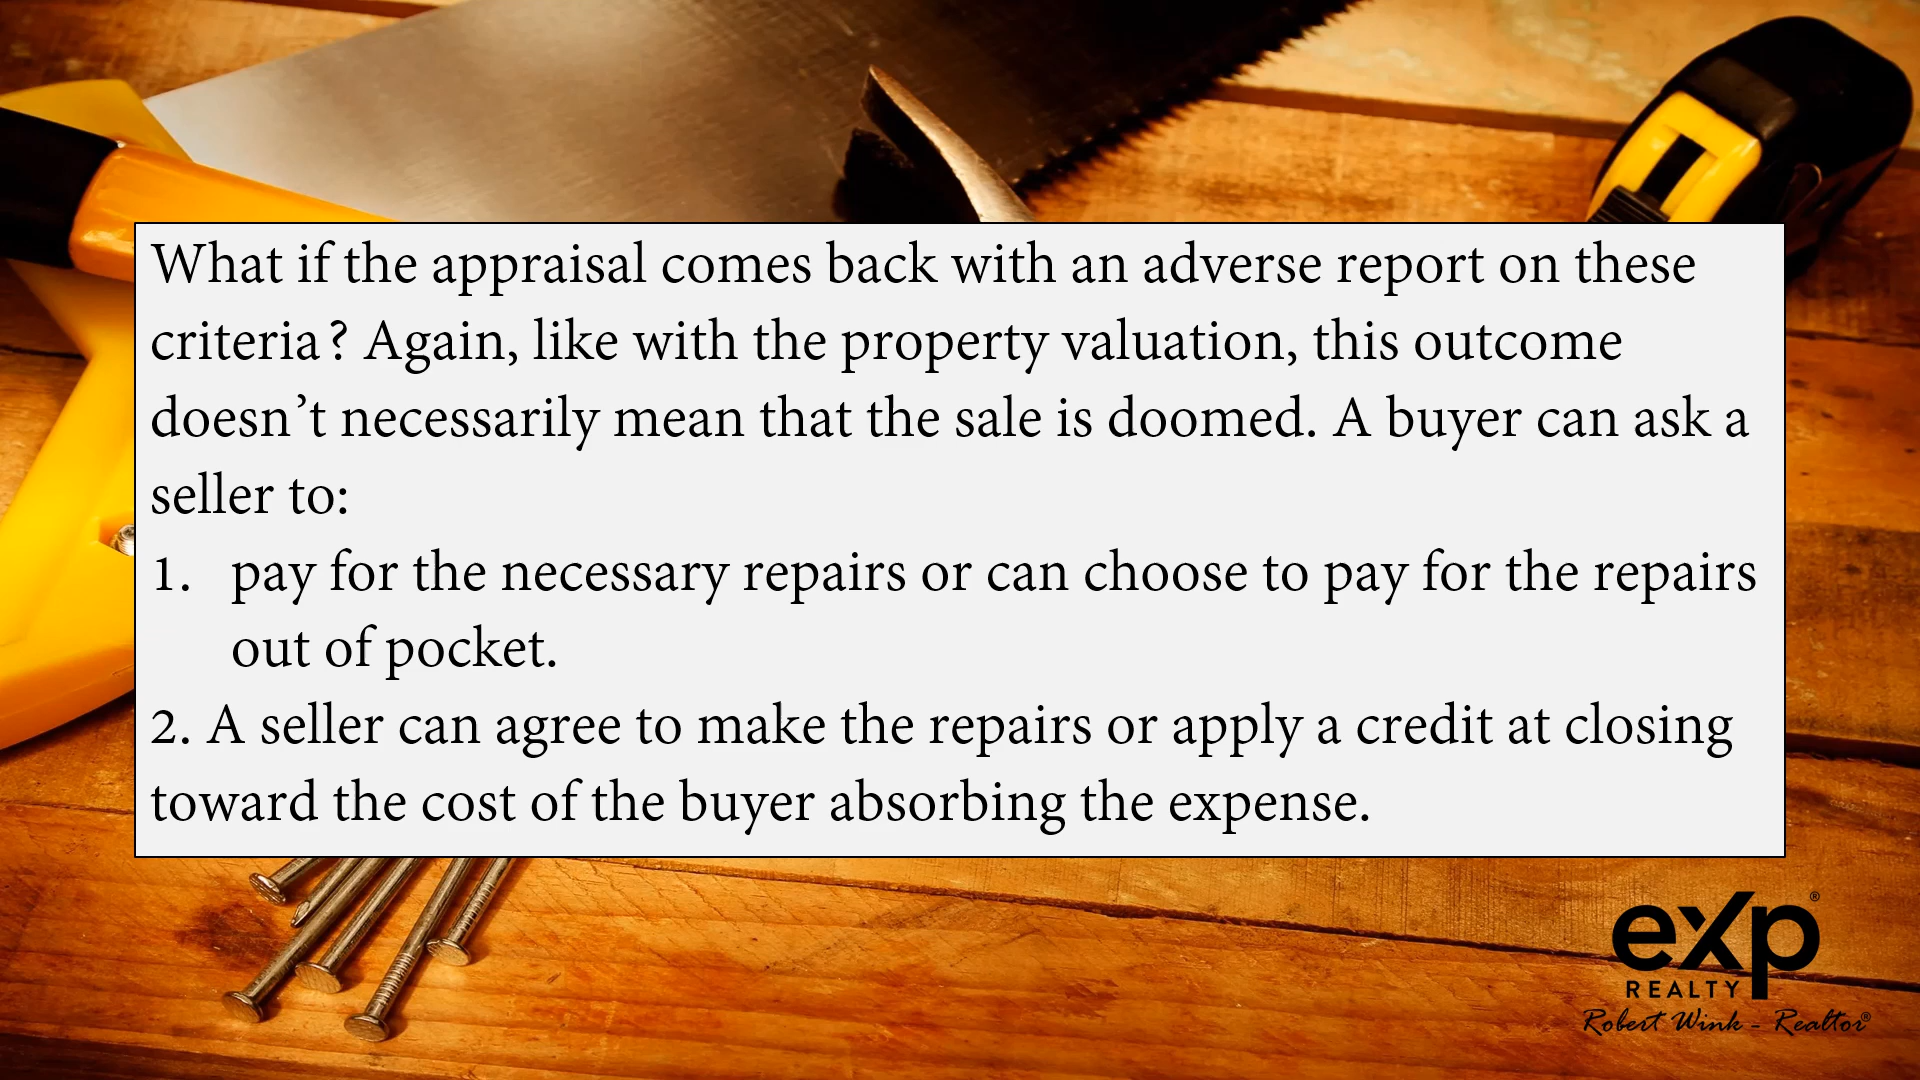 What if the appraisal comes back with an adverse report on these
criteria? Again, like with the property valuation, this outcome
doesn’t necessarily mean that the sale is doomed. A buyer can ask a
seller to:
1. pay for the necessary repairs or can choose to pay for the repairs
out of pocket.
2. A seller can agree to make the repairs or apply a credit at closing
toward the cost of the buyer absorbing the expense.
eXp®
REALTY
Robert Wink - Realtor®